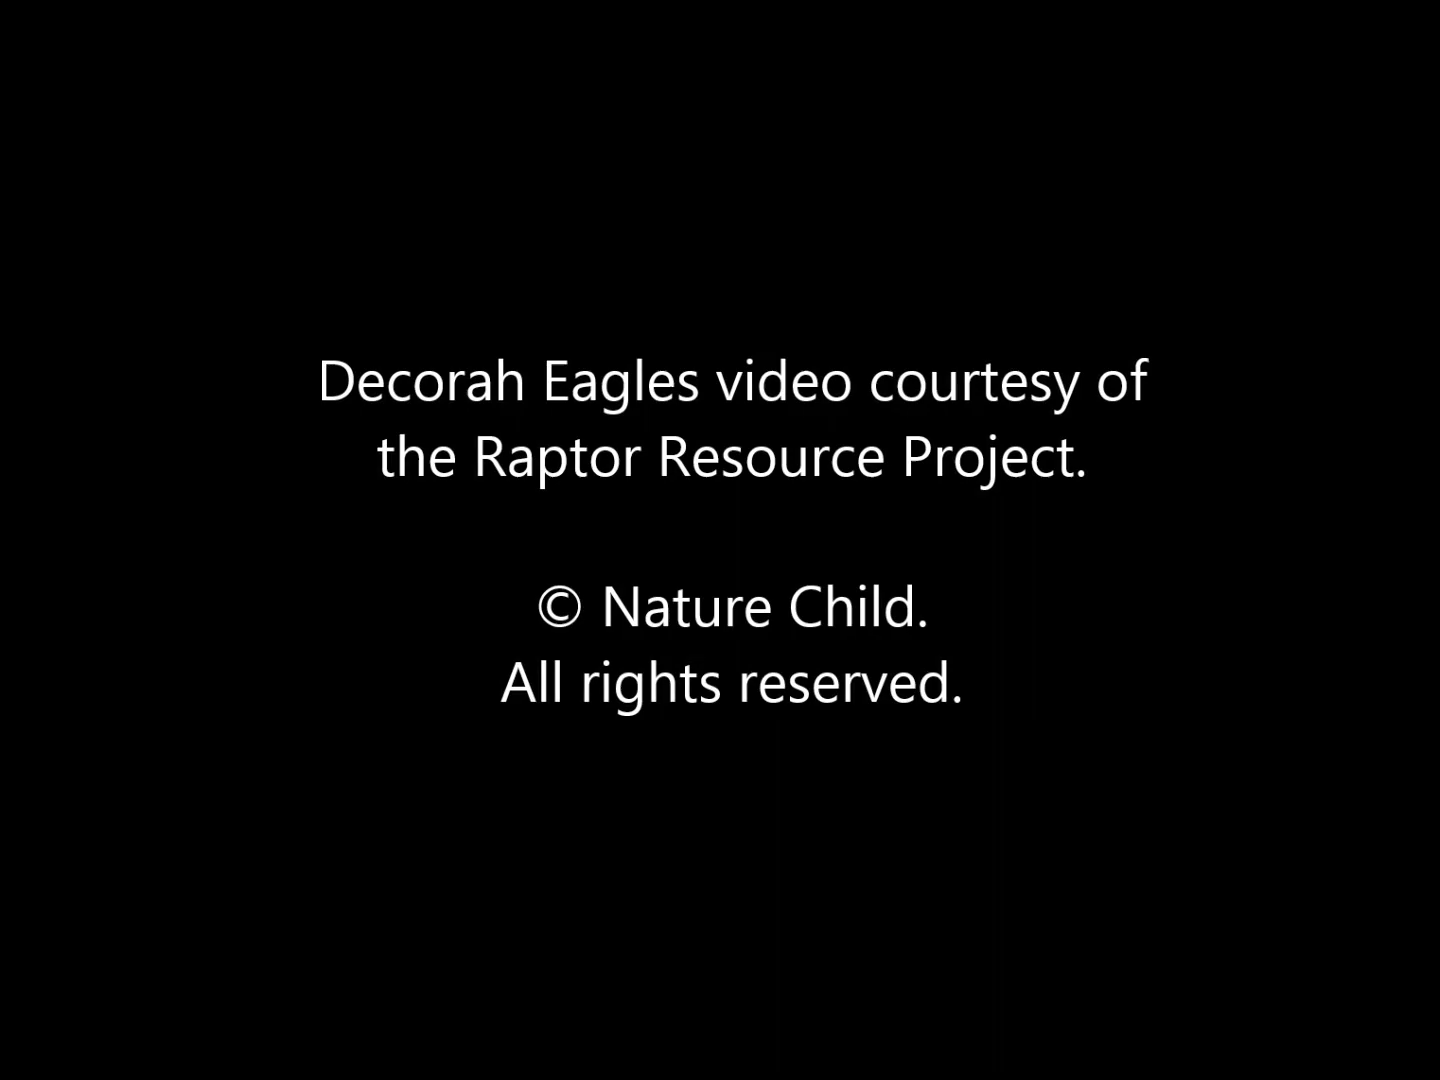 Decorah Eagles video courtesy of
the Raptor Resource Project.
© Nature Child.
All rights reserved.